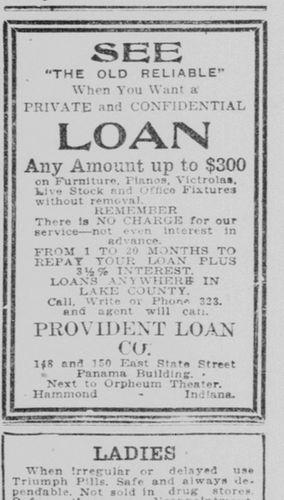 SEE
"THE OLD RELIABLE"
When You Want a
PRIVATE and CONFIDENTIAL
LOAN
Any Amount up to $300
on Furniture, Pianos, Victrolas,
Live Stock and Office Fixtures
without removal.
REMEMBER
There is NO CHARGE for our
service—not even interest in
advance.
FROM 1 TO 20 MONTHS TO
REPAY YOUR LOAN PLUS
3½% INTEREST.
LOANS ANYWHERE IN
LAKE COUNTY.
Call, Write or Phone 323.
and agent will call.
PROVIDENT LOAN
CO.
148 and 150 East State Street
Panama Building.
Next to Orpheum Theater.
Hammond - Indiana.
LADIES
When irregular or delayed use
Triumph Pills. Safe and always de-
pendable. Not sold in drug stores.